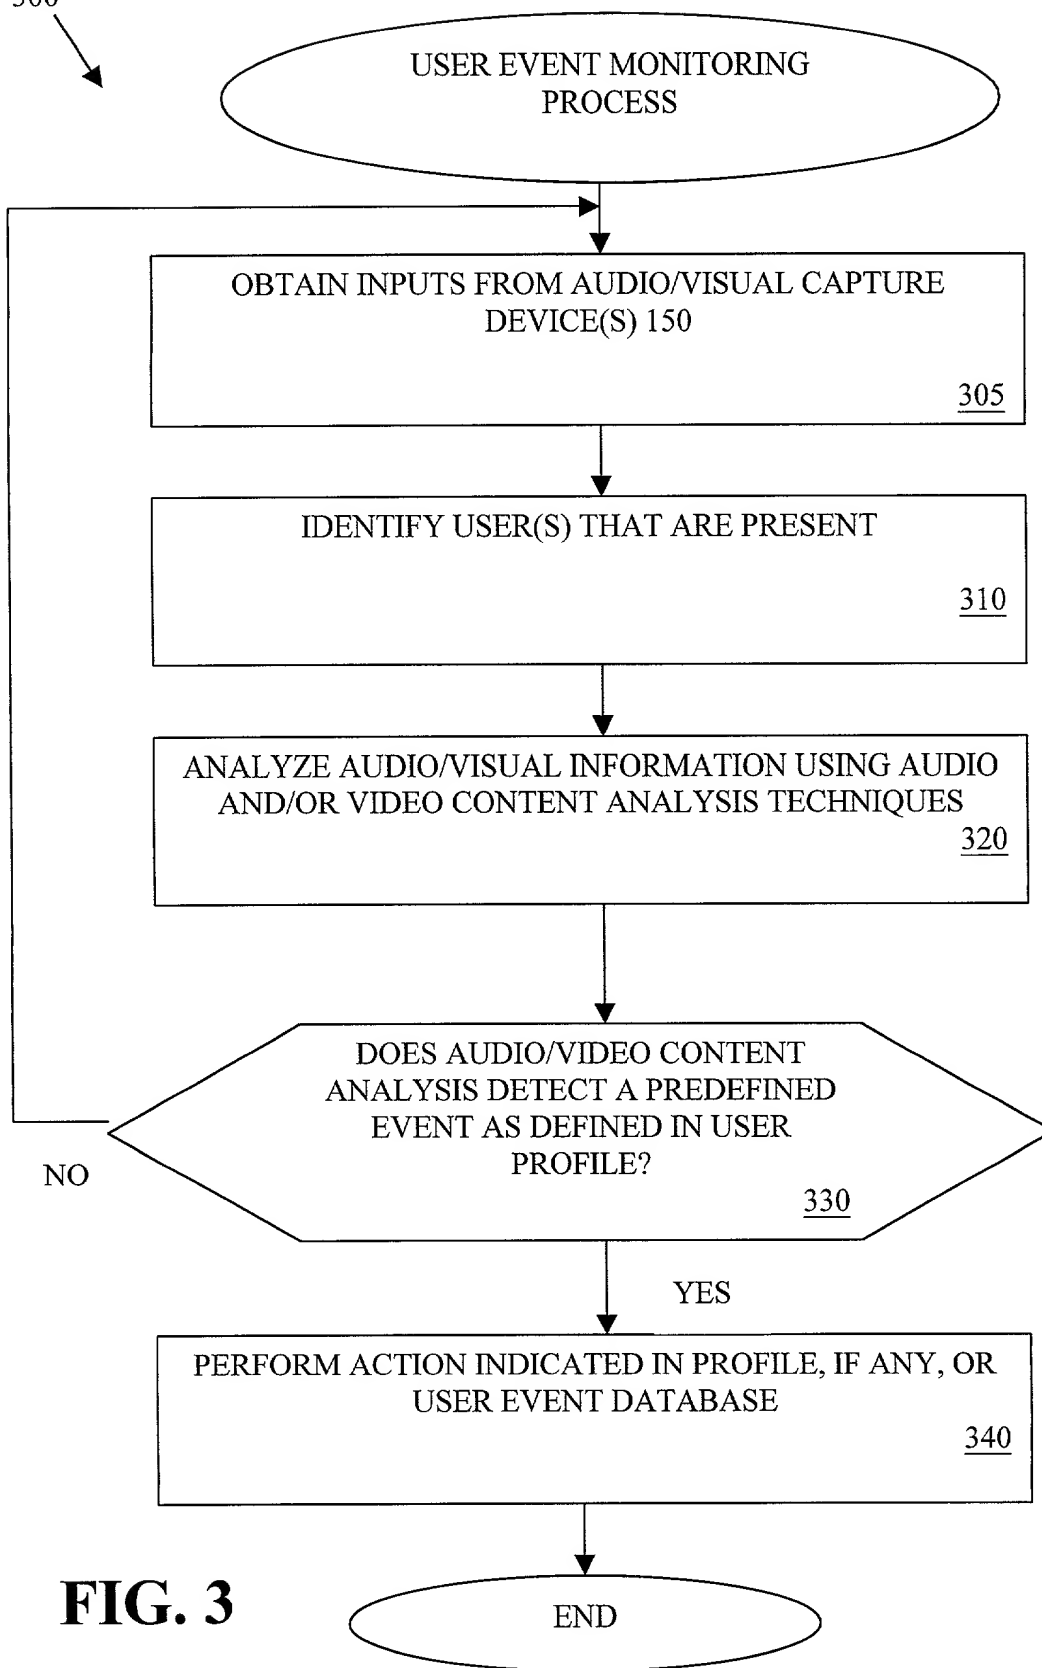 300
USER EVENT MONITORING
PROCESS
OBTAIN INPUTS FROM AUDIO/VISUAL CAPTURE
DEVICE(S) 150
305
IDENTIFY USER(S) THAT ARE PRESENT
310
ANALYZE AUDIO/VISUAL INFORMATION USING AUDIO
AND/OR VIDEO CONTENT ANALYSIS TECHNIQUES
320
DOES AUDIO/VIDEO CONTENT
ANALYSIS DETECT A PREDEFINED
EVENT AS DEFINED IN USER
PROFILE?
330
NO
YES
PERFORM ACTION INDICATED IN PROFILE, IF ANY, OR
USER EVENT DATABASE
340
END
FIG. 3